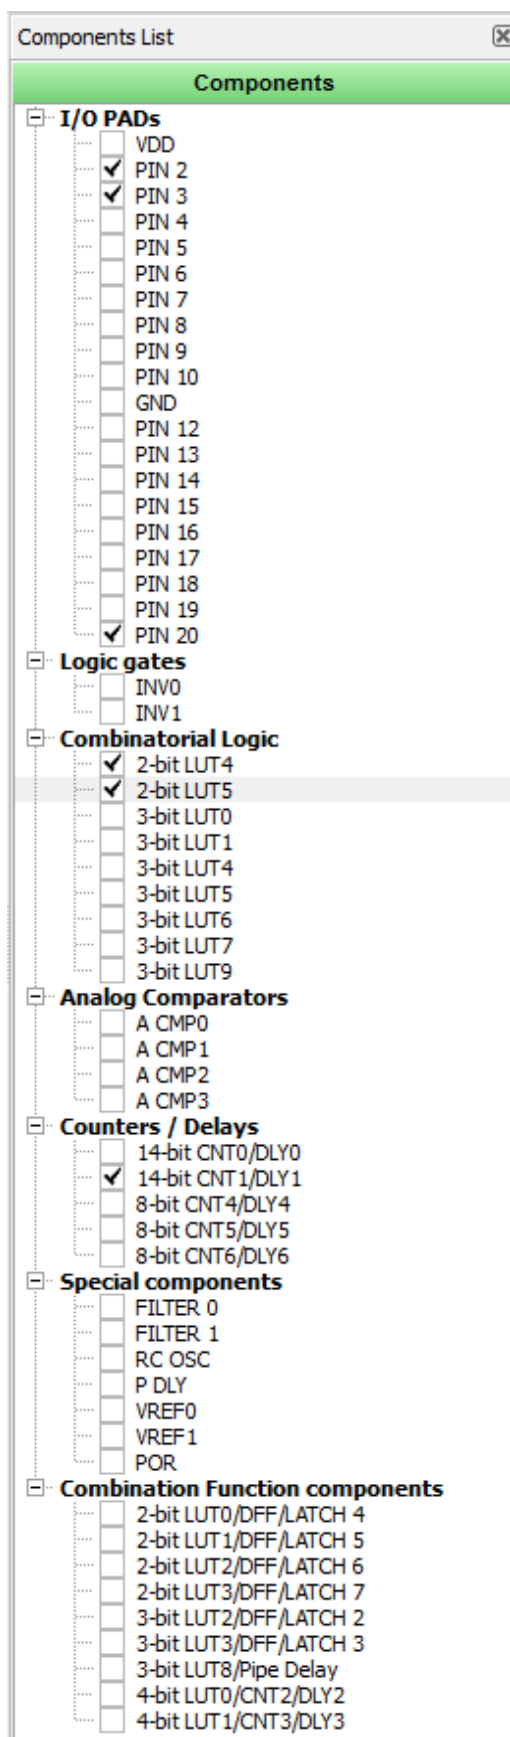 Components List
Components
I/O PADs
VDD
PIN 2
PIN 3
PIN 4
PIN 5
PIN 6
PIN 7
PIN 8
PIN 9
PIN 10
GND
PIN 12
PIN 13
PIN 14
PIN 15
PIN 16
PIN 17
PIN 18
PIN 19
PIN 20
Logic gates
INV0
INV1
Combinatorial Logic
2-bit LUT4
2-bit LUT5
3-bit LUT0
3-bit LUT1
3-bit LUT4
3-bit LUT5
3-bit LUT6
3-bit LUT7
3-bit LUT9
Analog Comparators
A CMP0
A CMP1
A CMP2
A CMP3
Counters / Delays
14-bit CNT0/DLY0
14-bit CNT1/DLY1
8-bit CNT4/DLY4
8-bit CNT5/DLY5
8-bit CNT6/DLY6
Special components
FILTER 0
FILTER 1
RC OSC
P DLY
VREF0
VREF1
POR
Combination Function components
2-bit LUT0/DFF/LATCH 4
2-bit LUT1/DFF/LATCH 5
2-bit LUT2/DFF/LATCH 6
2-bit LUT3/DFF/LATCH 7
3-bit LUT2/DFF/LATCH 2
3-bit LUT3/DFF/LATCH 3
3-bit LUT8/Pipe Delay
4-bit LUT0/CNT2/DLY2
4-bit LUT1/CNT3/DLY3